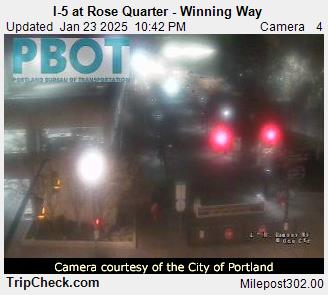 I-5 at Rose Quarter - Winning Way
Updated Jan 23 2025 10:42 PM Camera 4
PBOT
PORTLAND BUREAU OF TRANSPORTATION
Camera courtesy of the City of Portland
TripCheck.com Milepost302.00